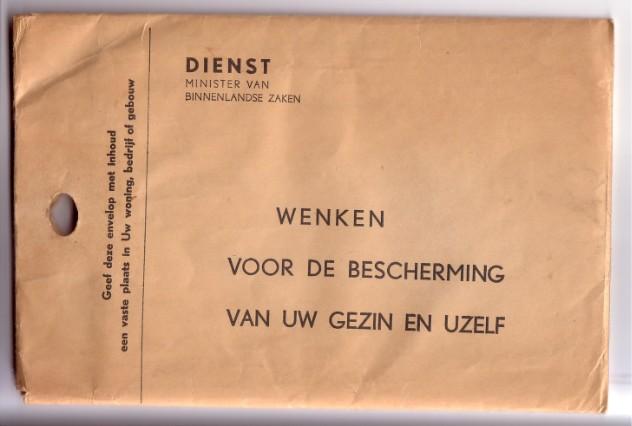 DIENST
MINISTER VAN
BINNENLANDSE ZAKEN
WENKEN
VOOR DE BESCHERMING
VAN UW GEZIN EN UZELF
Geef deze envelop met inhoud
een vaste plaats in Uw woning, bedrijf of gebouw